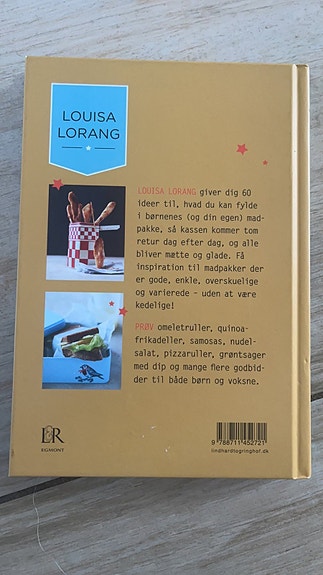 LOUISA
LORANG
LOUISA LORANG giver dig 60
ideer til, hvad du kan fylde
i børnenes (og din egen) mad-
pakke, så kassen kommer tom
retur dag efter dag, og alle
bliver mætte og glade. Få
inspiration til madpakker der
er gode, enkle, overskuelige
og varierede – uden at være
kedelige!
PRØV omeletruller, quinoa-
frikadeller, samosas, nudel-
salat, pizzaruller, grøntsager
med dip og mange flere godbid-
der til både børn og voksne.
L&R
EGMONT
9 788711 452721
lindhardtogringhof.dk